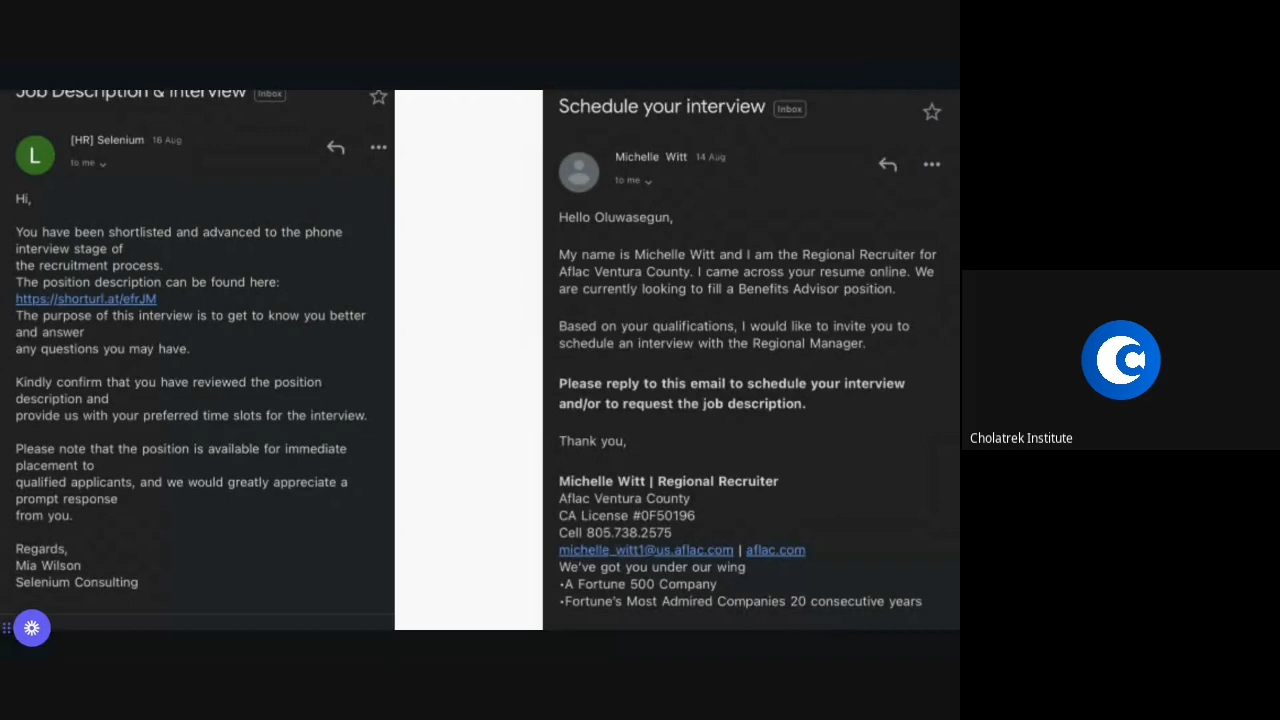 Job Description & Interview Inbox
[HR] Selenium 16 Aug
to me
L
Hi,
You have been shortlisted and advanced to the phone
interview stage of
the recruitment process.
The position description can be found here:
https://shorturl.at/efrJM
The purpose of this interview is to get to know you better
and answer
any questions you may have.
Kindly confirm that you have reviewed the position
description and
provide us with your preferred time slots for the interview.
Please note that the position is available for immediate
placement to
qualified applicants, and we would greatly appreciate a
prompt response
from you.
Regards,
Mia Wilson
Selenium Consulting
Schedule your interview Inbox
Michelle Witt 14 Aug
to me
Hello Oluwasegun,
My name is Michelle Witt and I am the Regional Recruiter for
Aflac Ventura County. I came across your resume online. We
are currently looking to fill a Benefits Advisor position.
Based on your qualifications, I would like to invite you to
schedule an interview with the Regional Manager.
Please reply to this email to schedule your interview
and/or to request the job description.
Thank you,
Michelle Witt | Regional Recruiter
Aflac Ventura County
CA License #0F50196
Cell 805.738.2575
michelle_witt1@us.aflac.com | aflac.com
We've got you under our wing
•A Fortune 500 Company
•Fortune's Most Admired Companies 20 consecutive years
Cholatrek Institute